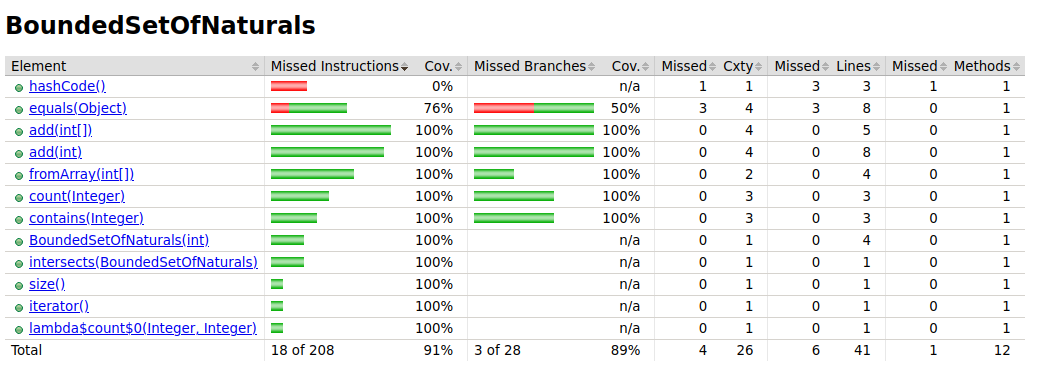 BoundedSetOfNaturals
Element Missed Instructions Cov. Missed Branches Cov. Missed Cxty Missed Lines Missed Methods
hashCode() 0% n/a 1 1 3 3 1 1
equals(Object) 76% 50% 3 4 3 8 0 1
add(int[]) 100% 100% 0 4 0 5 0 1
add(int) 100% 100% 0 4 0 8 0 1
fromArray(int[]) 100% 100% 0 2 0 4 0 1
count(Integer) 100% 100% 0 3 0 3 0 1
contains(Integer) 100% 100% 0 3 0 3 0 1
BoundedSetOfNaturals(int) 100% n/a 0 1 0 4 0 1
intersects(BoundedSetOfNaturals) 100% n/a 0 1 0 1 0 1
size() 100% n/a 0 1 0 1 0 1
iterator() 100% n/a 0 1 0 1 0 1
lambda$count$0(Integer, Integer) 100% n/a 0 1 0 1 0 1
Total 18 of 208 91% 3 of 28 89% 4 26 6 41 1 12